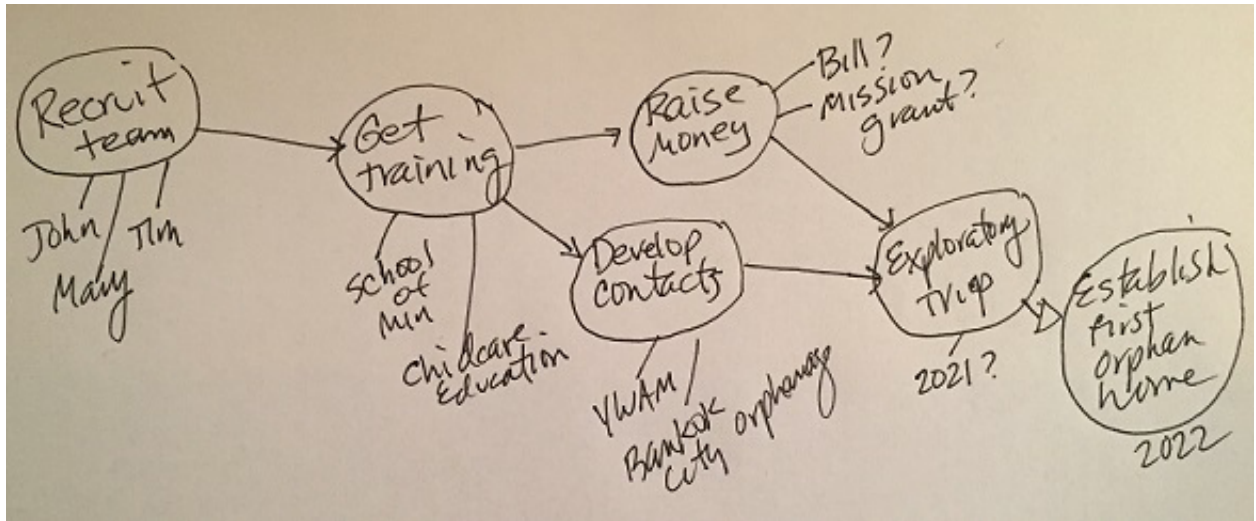 Recruit
team
John
Mary
Tim
Get
training
School
of
Min
Childcare
Education
Raise
Money
Bill?
Mission
grant?
Develop
contacts
YWAM
Bankok
City orphanage
Exploratory
Trip
2021?
Establish
first
orphan
home
2022